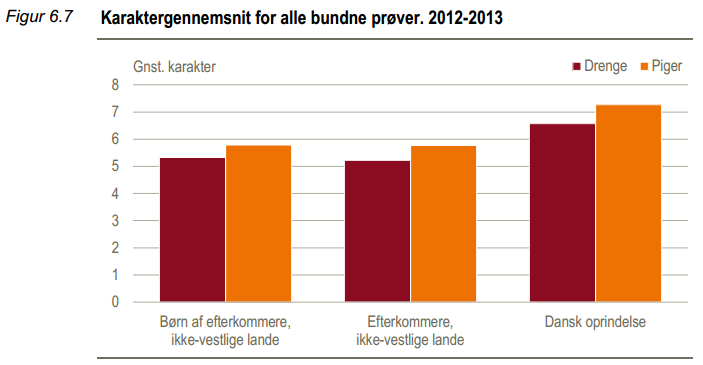 Figur 6.7 Karaktergennemsnit for alle bundne prøver. 2012-2013
Gnst. karakter
Drenge Piger
8
7
6
5
4
3
2
1
0
Børn af efterkommere,
ikke-vestlige lande
Efterkommere,
ikke-vestlige lande
Dansk oprindelse